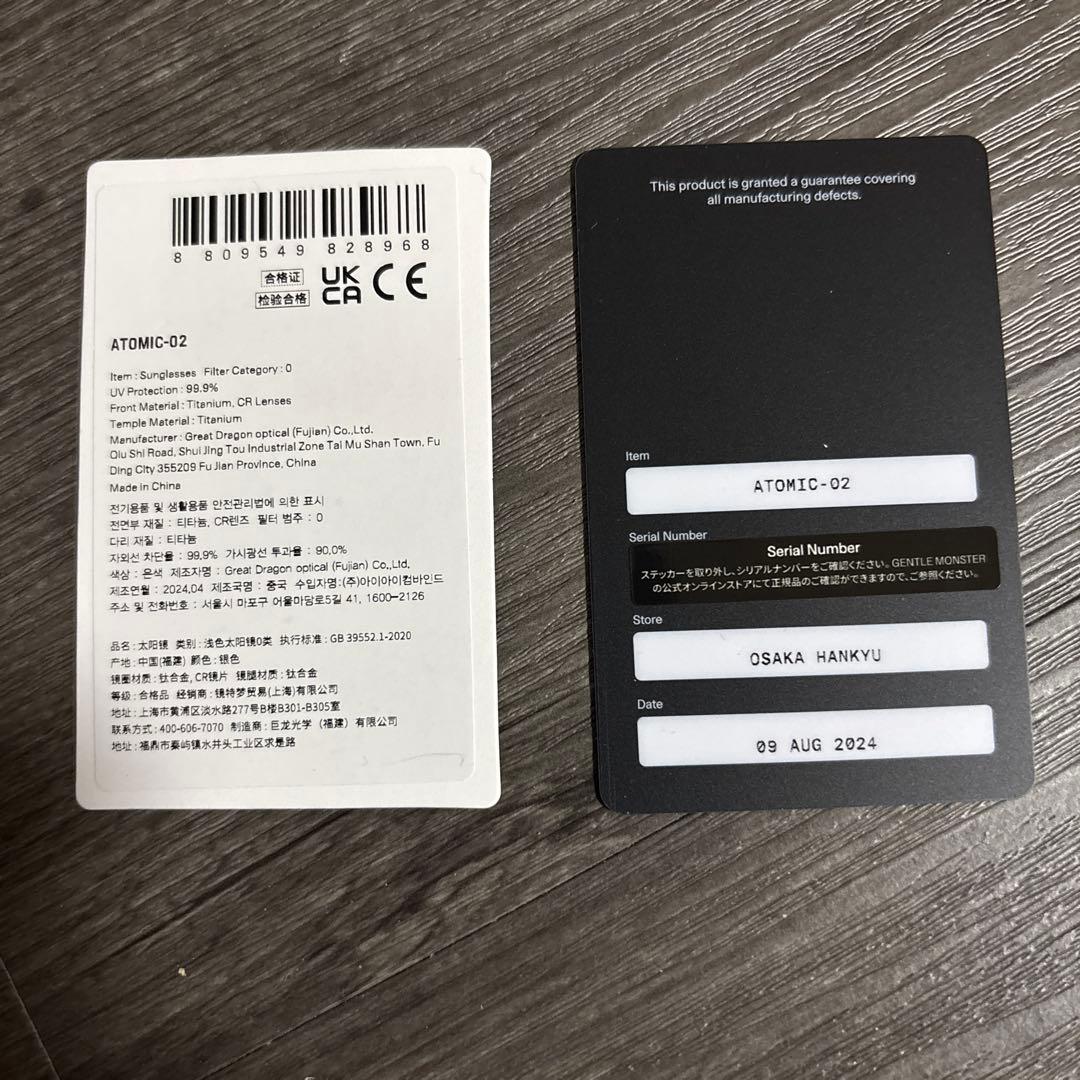 8 809549 828968
合格证
检验合格
UK
CA CE
ATOMIC-02
Item : Sunglasses Filter Category : 0
UV Protection : 99.9%
Front Material : Titanium, CR Lenses
Temple Material : Titanium
Manufacturer : Great Dragon optical (Fujian) Co.,Ltd.
Qiu Shi Road, Shui Jing Tou Industrial Zone Tai Mu Shan Town, Fu
Ding City 355209 Fu Jian Province, China
Made in China
전기용품 및 생활용품 안전관리법에 의한 표시
전면부 재질 : 티타늄, CR렌즈 필터 범주 : 0
다리 재질 : 티타늄
자외선 차단율 : 99.9% 가시광선 투과율 : 90.0%
색상 : 은색 제조자명 : Great Dragon optical (Fujian) Co.,Ltd.
제조연월 : 2024.04 제조국명 : 중국 수입자명 : (주)아이아이컴바인드
주소 및 전화번호 : 서울시 마포구 어울마당로5길 41, 1600-2126
品名 : 太阳镜 类别 : 浅色太阳镜0类 执行标准 : GB 39552.1-2020
产地 : 中国(福建) 颜色 : 银色
镜圈材质 : 钛合金, CR镜片 镜腿材质 : 钛合金
等级 : 合格品 经销商 : 镜特梦贸易(上海)有限公司
地址 : 上海市黄浦区淡水路277号B楼B301-B305室
联系方式 : 400-606-7070 制造商 : 巨龙光学（福建）有限公司
地址 : 福鼎市秦屿镇水井头工业区求是路
This product is granted a guarantee covering
all manufacturing defects.
Item
ATOMIC-02
Serial Number
Serial Number
ステッカーを取り外し、シリアルナンバーをご確認ください。GENTLE MONSTER
の公式オンラインストアにて正規品のご確認ができますので、ご参照ください。
Store
OSAKA HANKYU
Date
09 AUG 2024